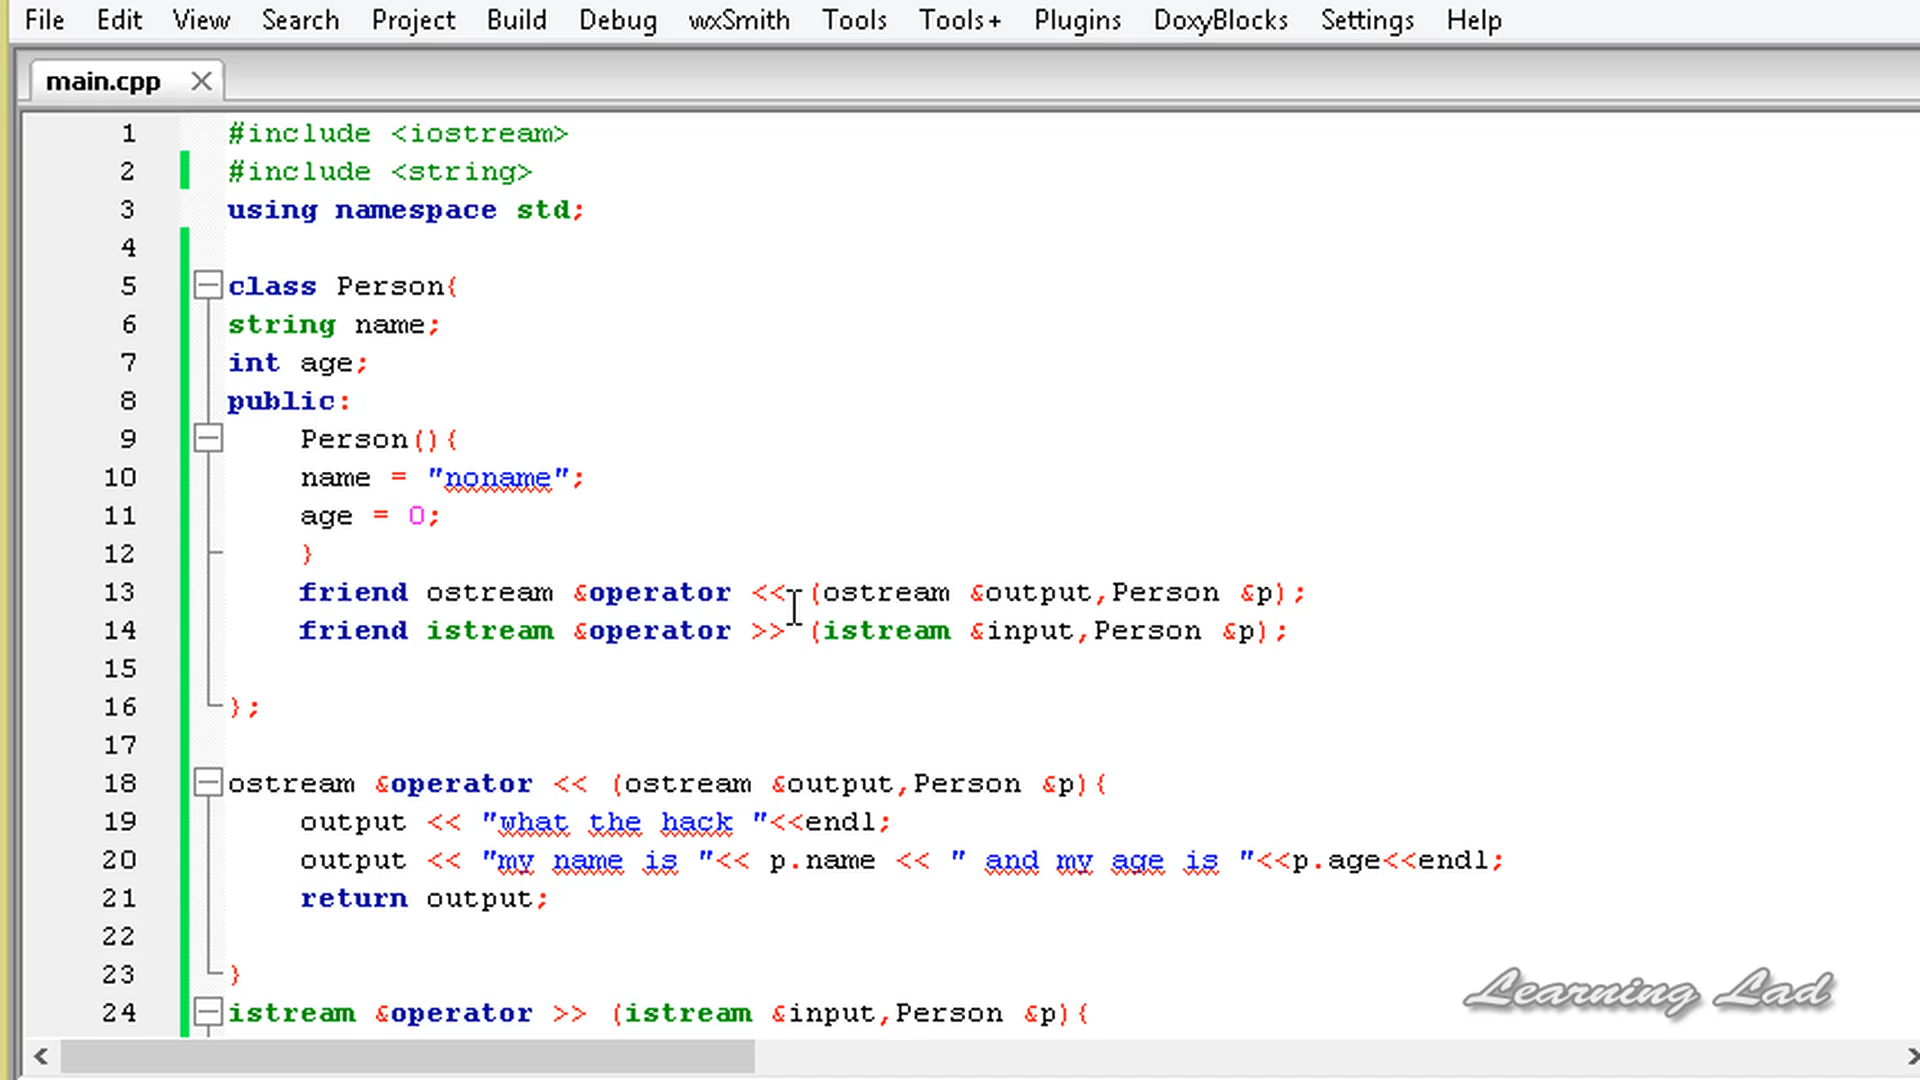 File Edit View Search Project Build Debug wxSmith Tools Tools+ Plugins DoxyBlocks Settings Help
main.cpp
1 #include <iostream>
2 #include <string>
3 using namespace std;
4
5 class Person{
6 string name;
7 int age;
8 public:
9 Person(){
10 name = "noname";
11 age = 0;
12 }
13 friend ostream &operator << (ostream &output,Person &p);
14 friend istream &operator >> (istream &input,Person &p);
15
16 };
17
18 ostream &operator << (ostream &output,Person &p){
19 output << "what the hack "<<endl;
20 output << "my name is "<< p.name << " and my age is "<<p.age<<endl;
21 return output;
22
23 }
24 istream &operator >> (istream &input,Person &p){
Learning Lad